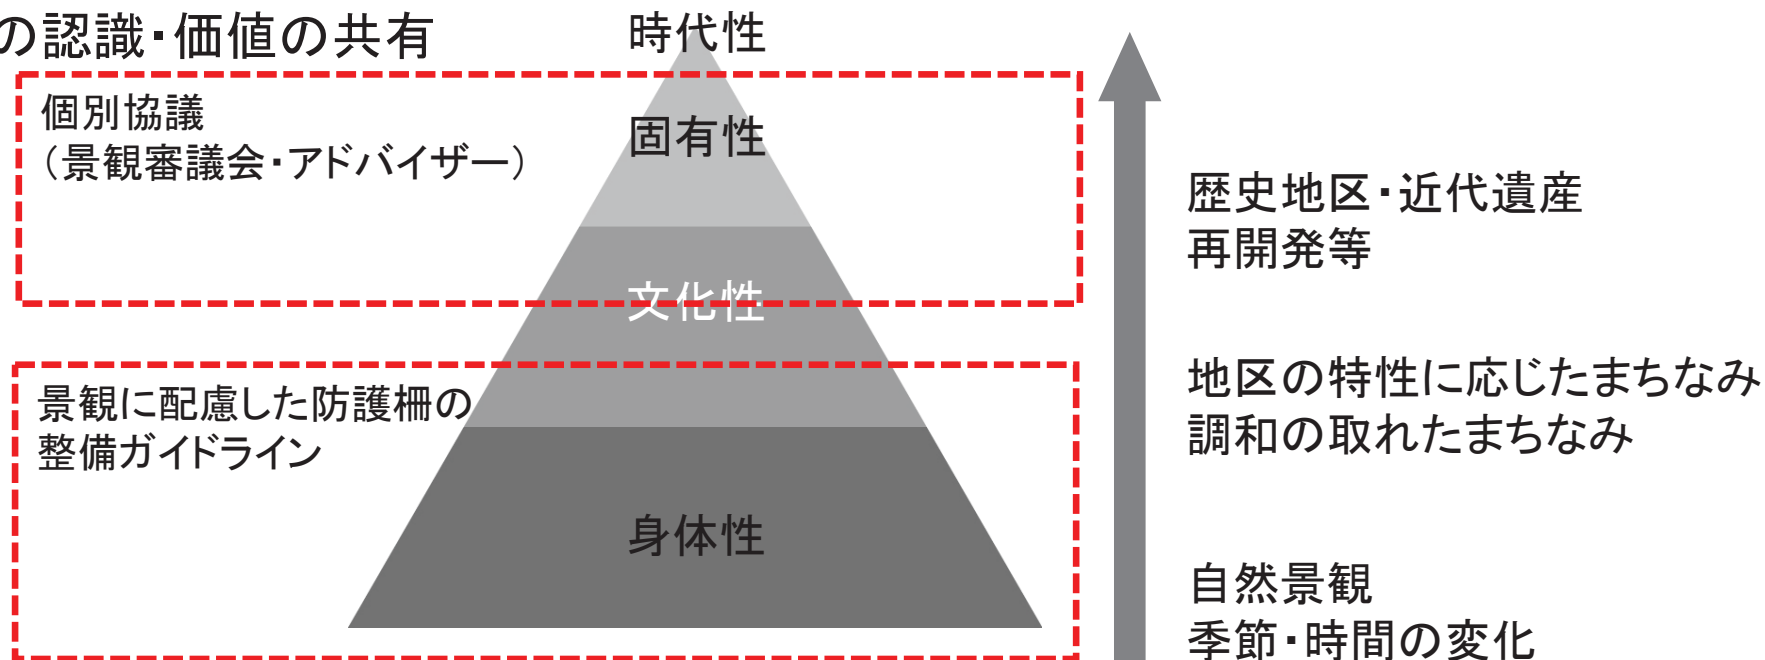 の認識・価値の共有
時代性
個別協議
（景観審議会・アドバイザー）
固有性
文化性
歴史地区・近代遺産
再開発等
景観に配慮した防護柵の
整備ガイドライン
地区の特性に応じたまちなみ
調和の取れたまちなみ
身体性
自然景観
季節・時間の変化